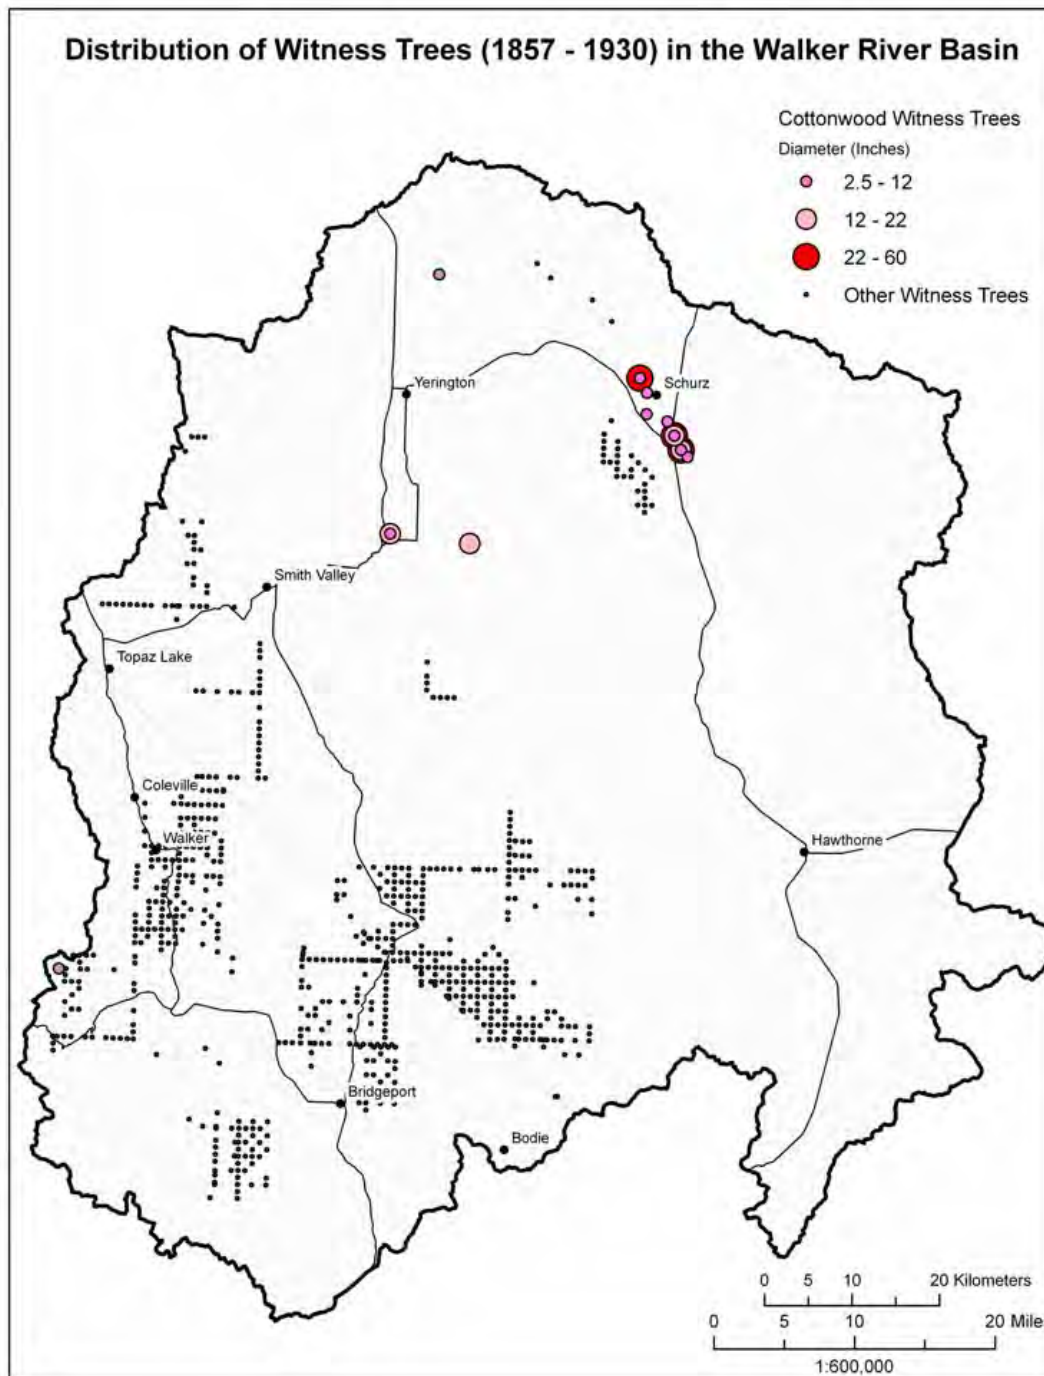 Distribution of Witness Trees (1857 - 1930) in the Walker River Basin
Cottonwood Witness Trees
Diameter (Inches)
2.5 - 12
12 - 22
22 - 60
Other Witness Trees
Yerington
Schurz
Smith Valley
Topaz Lake
Coleville
Walker
Hawthorne
Bridgeport
Bodie
0 5 10 20 Kilometers
0 5 10 20 Mile
1:600,000